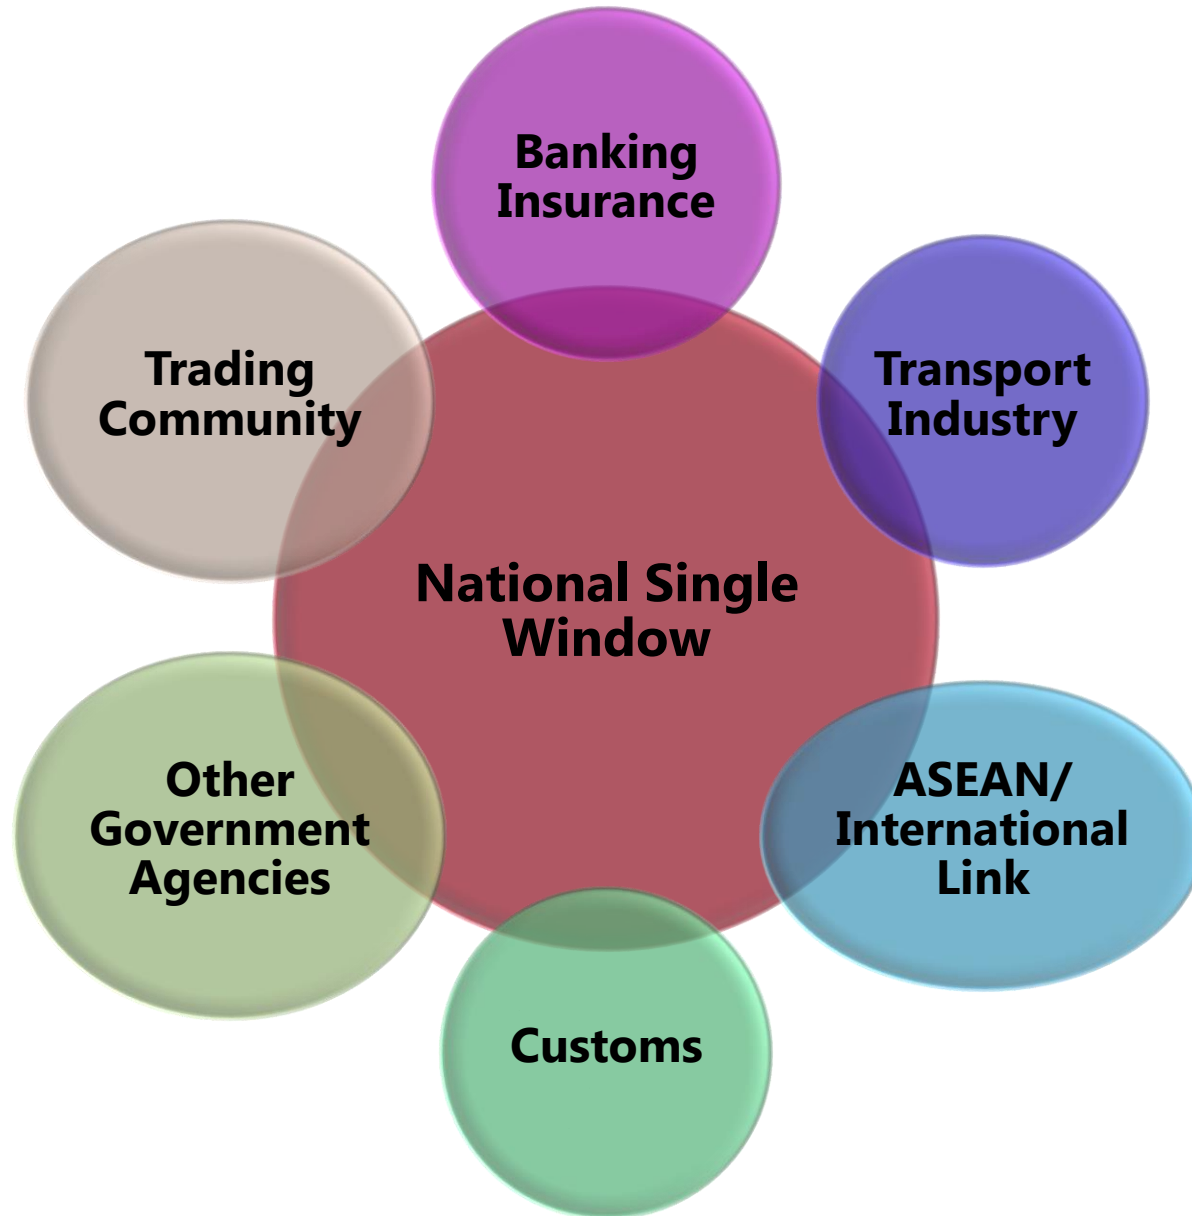 Banking
Insurance
Trading
Community
Transport
Industry
National Single
Window
Other
Government
Agencies
ASEAN/
International
Link
Customs